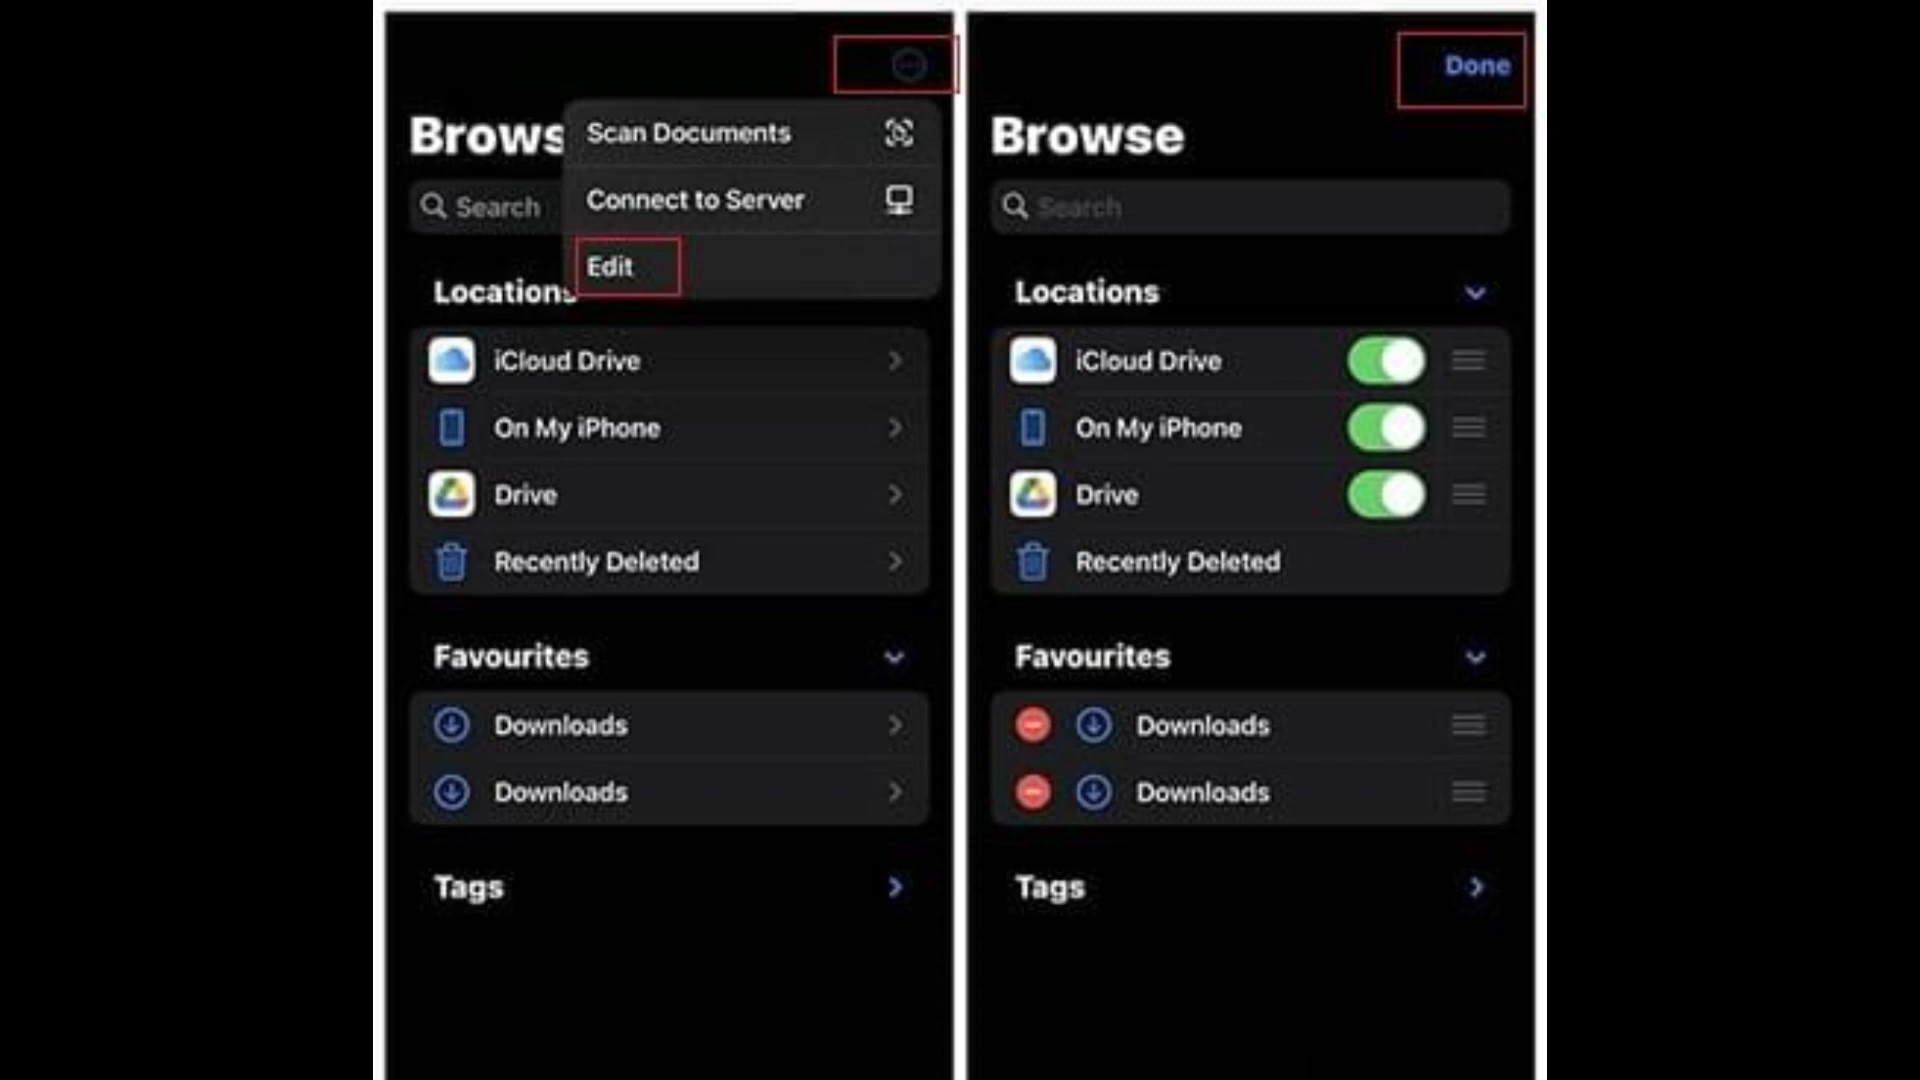 Brows
Search
Scan Documents
Connect to Server
Edit
Locations
iCloud Drive
On My iPhone
Drive
Recently Deleted
Favourites
Downloads
Downloads
Tags
Done
Browse
Search
Locations
iCloud Drive
On My iPhone
Drive
Recently Deleted
Favourites
Downloads
Downloads
Tags